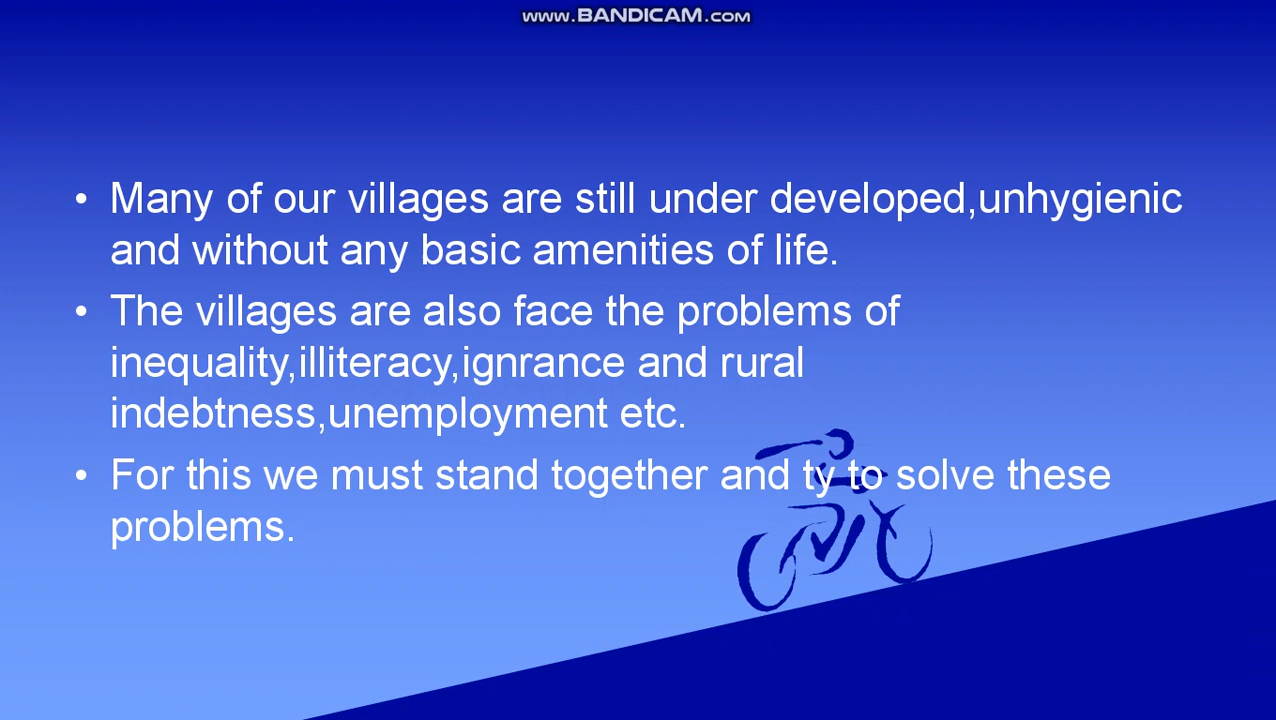 www.BANDICAM.com
• Many of our villages are still under developed,unhygienic
and without any basic amenities of life.
• The villages are also face the problems of
inequality,illiteracy,ignrance and rural
indebtness,unemployment etc.
• For this we must stand together and ty to solve these
problems.